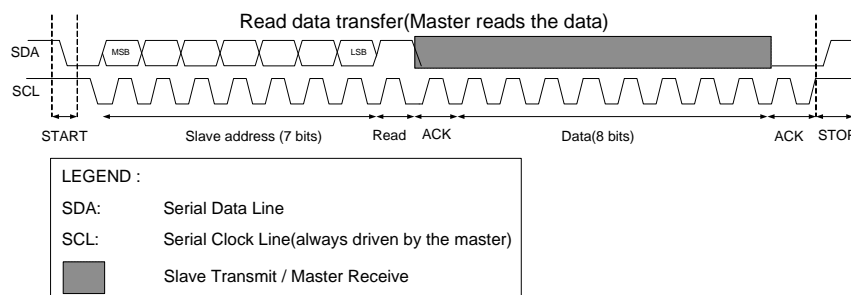 Read data transfer(Master reads the data)
SDA
MSB
LSB
SCL
START
Slave address (7 bits)
Read
ACK
Data(8 bits)
ACK
STOP
LEGEND :
SDA: Serial Data Line
SCL: Serial Clock Line(always driven by the master)
Slave Transmit / Master Receive